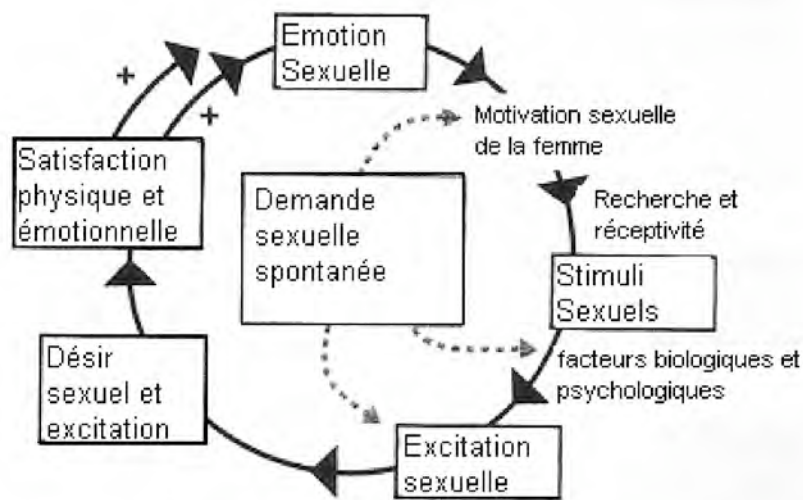 Emotion
Sexuelle
+
+
Motivation sexuelle
de la femme
Satisfaction
physique et
émotionnelle
Demande
sexuelle
spontanée
Recherche et
réceptivité
Stimuli
Sexuels
Désir
sexuel et
excitation
facteurs biologiques et
psychologiques
Excitation
sexuelle